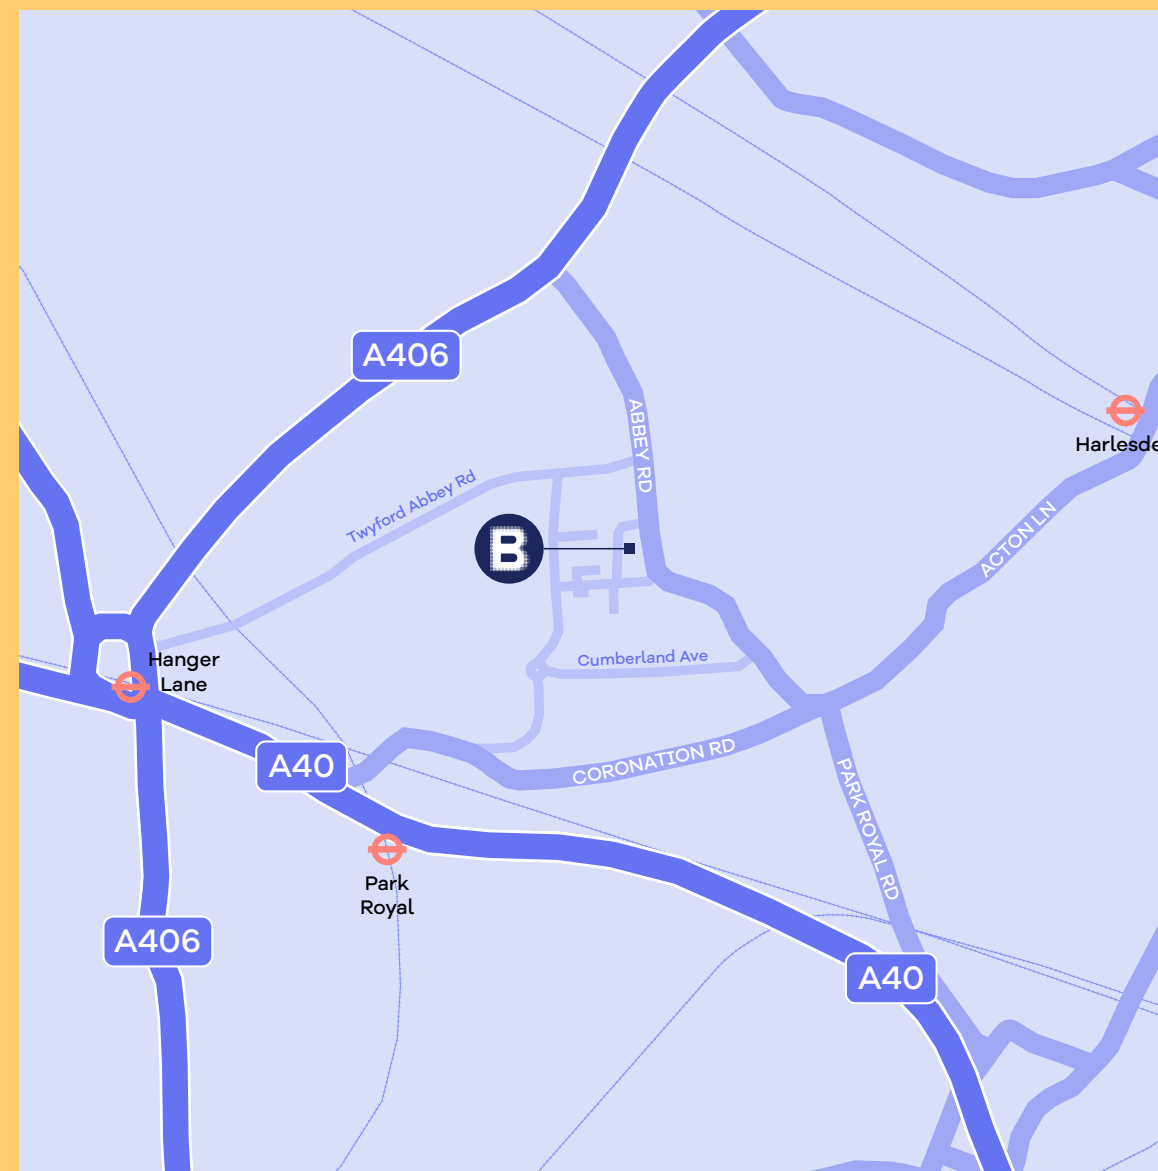 A406
ABBEY RD
Harlesde
Twyford Abbey Rd
B
ACTON LN
Hanger
Lane
Cumberland Ave
A40
CORONATION RD
PARK ROYAL RD
Park
Royal
A406
A40